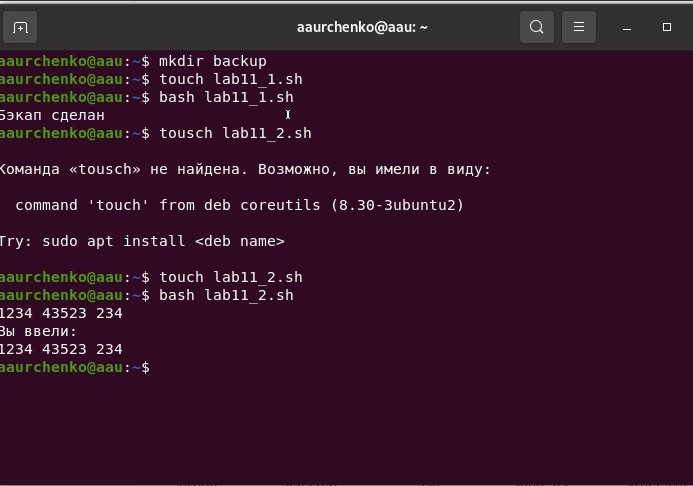 aaurchenko@aau: ~
aaurchenko@aau:~$ mkdir backup
aaurchenko@aau:~$ touch lab11_1.sh
aaurchenko@aau:~$ bash lab11_1.sh
Бэкап сделан
aaurchenko@aau:~$ tousch lab11_2.sh
Команда «tousch» не найдена. Возможно, вы имели в виду:
command 'touch' from deb coreutils (8.30-3ubuntu2)
Try: sudo apt install <deb name>
aaurchenko@aau:~$ touch lab11_2.sh
aaurchenko@aau:~$ bash lab11_2.sh
1234 43523 234
Вы ввели:
1234 43523 234
aaurchenko@aau:~$